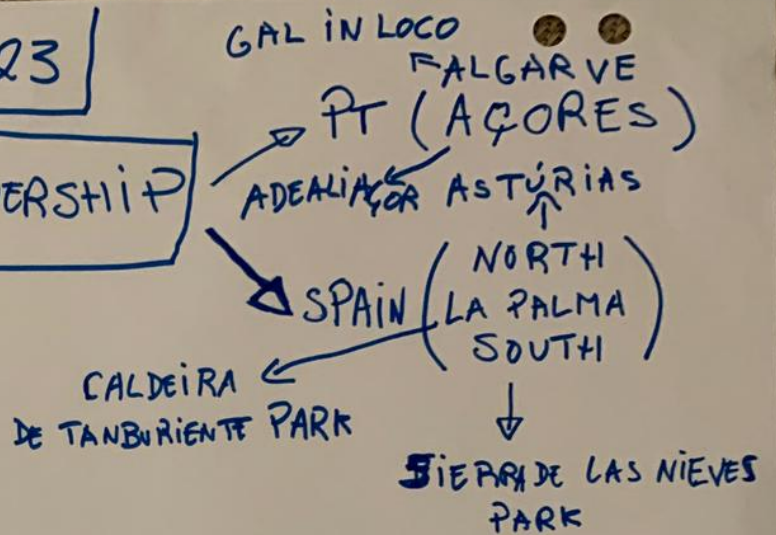 23
GAL IN LOCO
ALGARVE
PT (AÇORES)
ERSHIP
ADEALIAÇOR ASTÚRIAS
NORTH
SPAIN (LA PALMA)
SOUTH
CALDEIRA
DE TANBURIENTE PARK
SIERRA DE LAS NIEVES
PARK